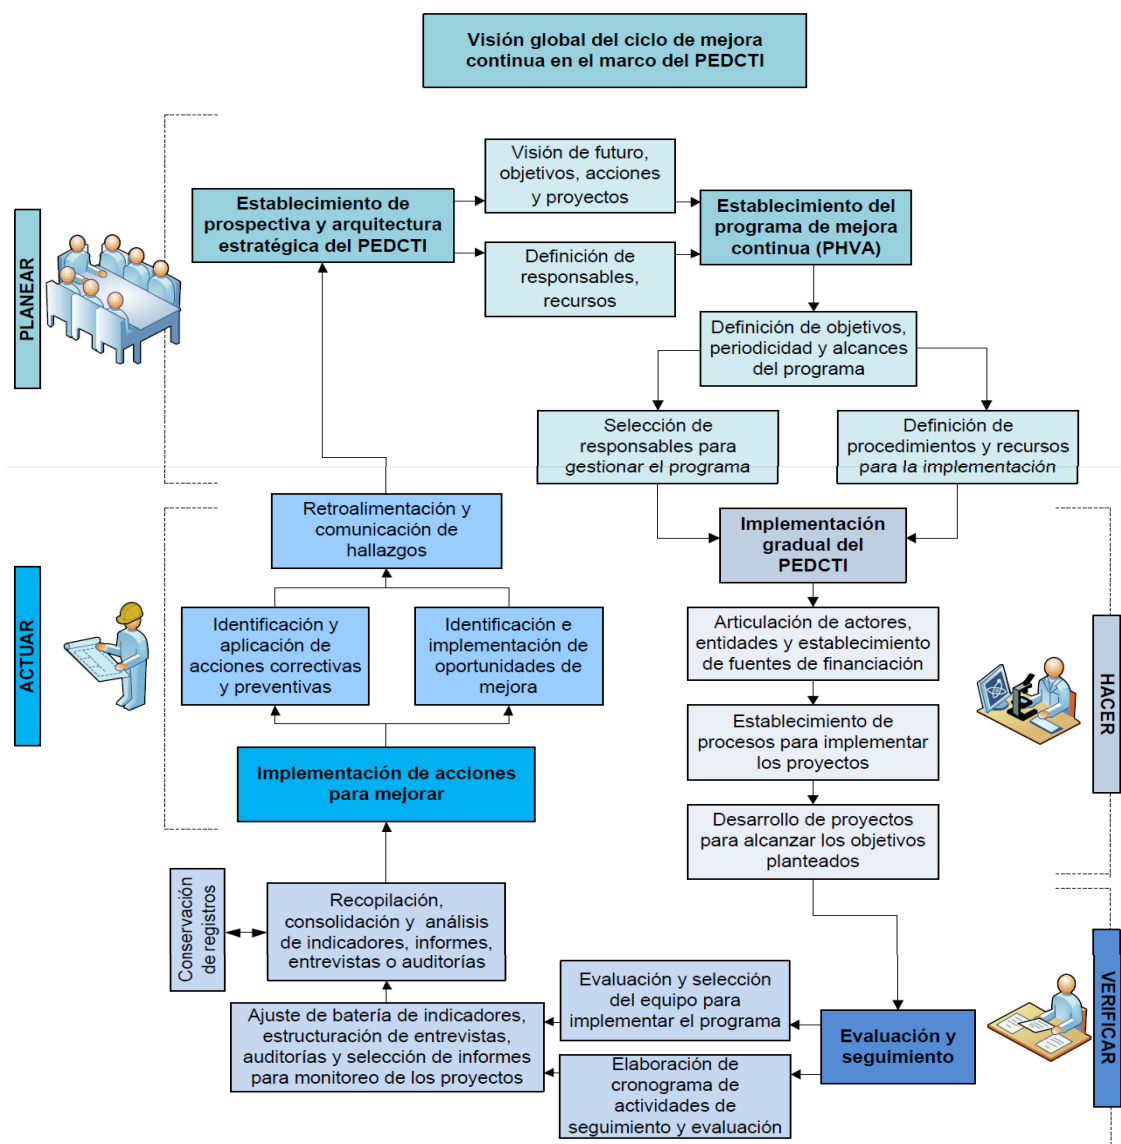 Visión global del ciclo de mejora
continua en el marco del PEDCTI
PLANEAR
Establecimiento de
prospectiva y arquitectura
estratégica del PEDCTI
Visión de futuro,
objetivos, acciones
y proyectos
Definición de
responsables,
recursos
Establecimiento del
programa de mejora
continua (PHVA)
Definición de objetivos,
periodicidad y alcances
del programa
Selección de
responsables para
gestionar el programa
Definición de
procedimientos y recursos
para la implementación
HACER
Implementación
gradual del
PEDCTI
Articulación de actores,
entidades y establecimiento
de fuentes de financiación
Establecimiento de
procesos para implementar
los proyectos
Desarrollo de proyectos
para alcanzar los objetivos
planteados
VERIFICAR
Evaluación y
seguimiento
Evaluación y selección
del equipo para
implementar el programa
Elaboración de
cronograma de
actividades de
seguimiento y evaluación
Ajuste de batería de indicadores,
estructuración de entrevistas,
auditorías y selección de informes
para monitoreo de los proyectos
Recopilación,
consolidación y análisis
de indicadores, informes,
entrevistas o auditorías
Conservación
de registros
ACTUAR
Implementación de acciones
para mejorar
Identificación y
aplicación de
acciones correctivas
y preventivas
Identificación e
implementación de
oportunidades de
mejora
Retroalimentación y
comunicación de
hallazgos